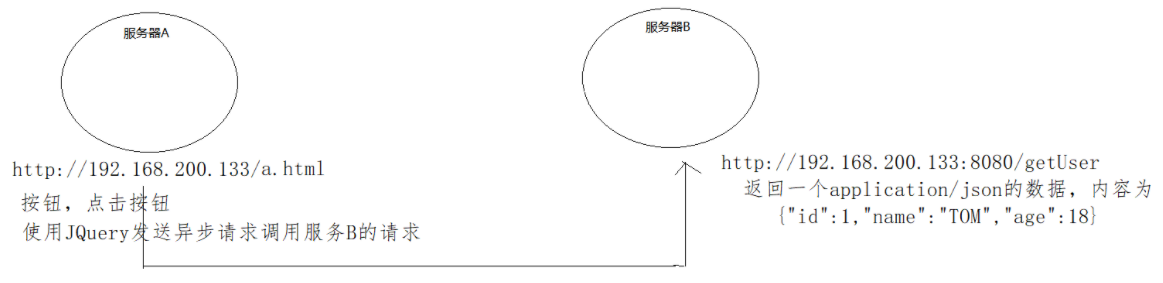 服务器A
服务器B
http://192.168.200.133/a.html
按钮，点击按钮
使用JQuery发送异步请求调用服务B的请求
http://192.168.200.133:8080/getUser
返回一个application/json的数据，内容为
{"id":1,"name":"TOM","age":18}